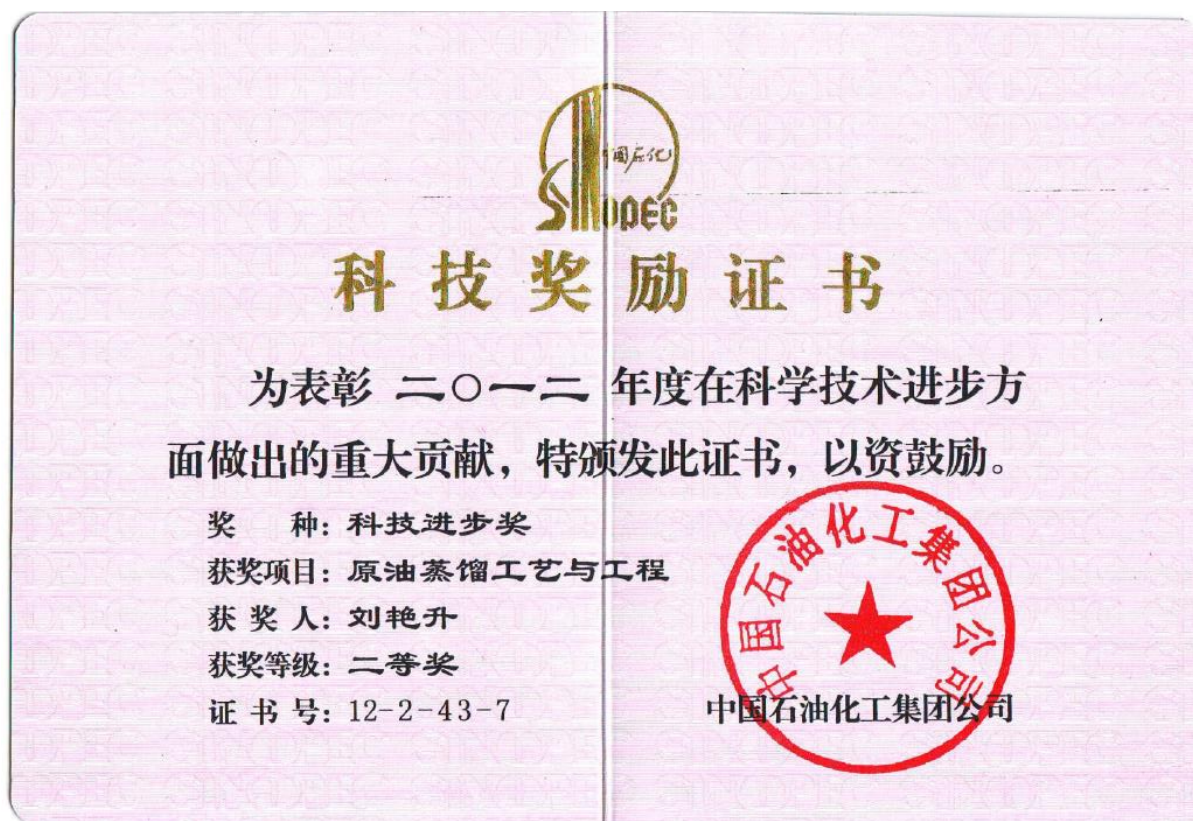 中国石化
SINOPEC
科技奖励证书
为表彰 二〇一二 年度在科学技术进步方
面做出的重大贡献，特颁发此证书，以资鼓励。
奖 种：科技进步奖
获奖项目：原油蒸馏工艺与工程
获 奖 人：刘艳升
获奖等级：二等奖
证 书 号：12-2-43-7
中国石油化工集团公司
中国石油化工集团公司